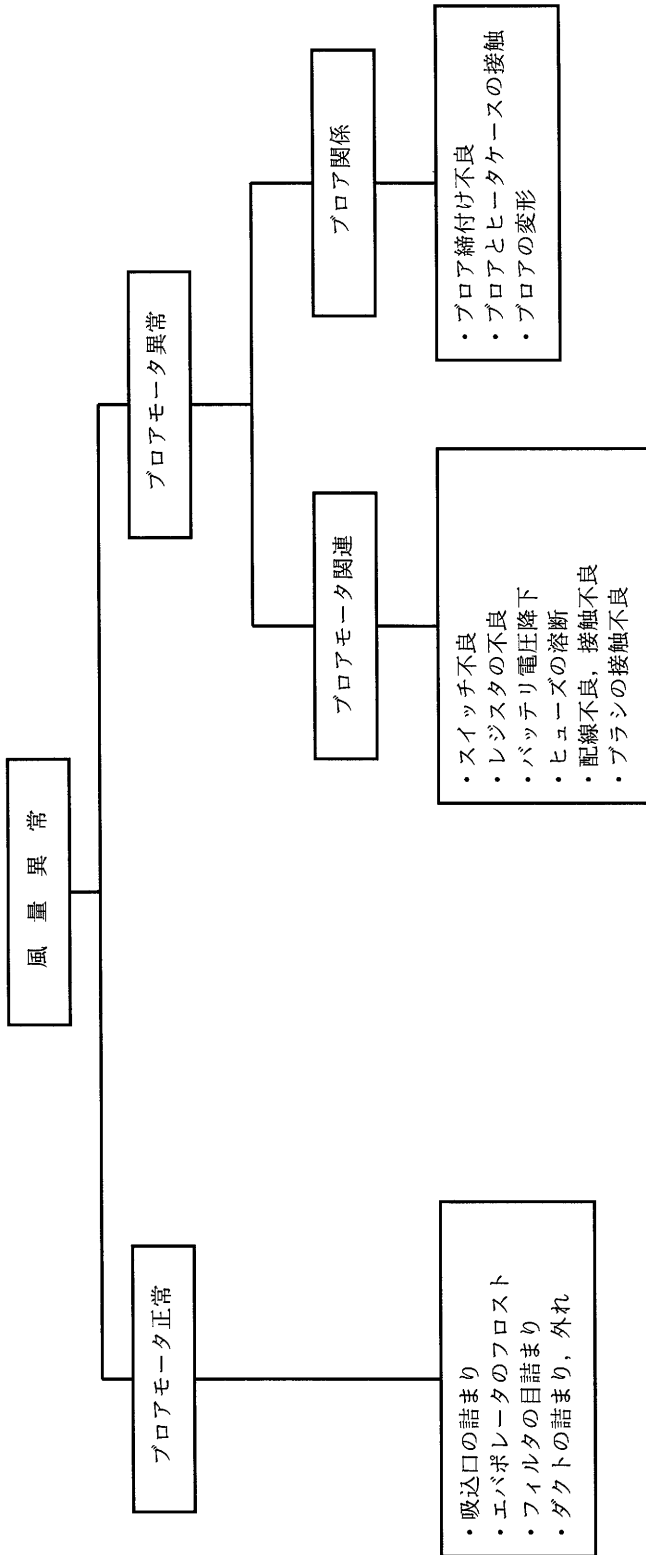 風 量 異 常
ブロアモータ正常
ブロアモータ異常
ブロアモータ関連
ブロア関係
・吸込口の詰まり
・エバポレータのフロスト
・フィルタの目詰まり
・ダクトの詰まり，外れ
・スイッチ不良
・レジスタの不良
・バッテリ電圧降下
・ヒューズの溶断
・配線不良，接触不良
・ブラシの接触不良
・ブロア締付け不良
・ブロアとヒータケースの接触
・ブロアの変形